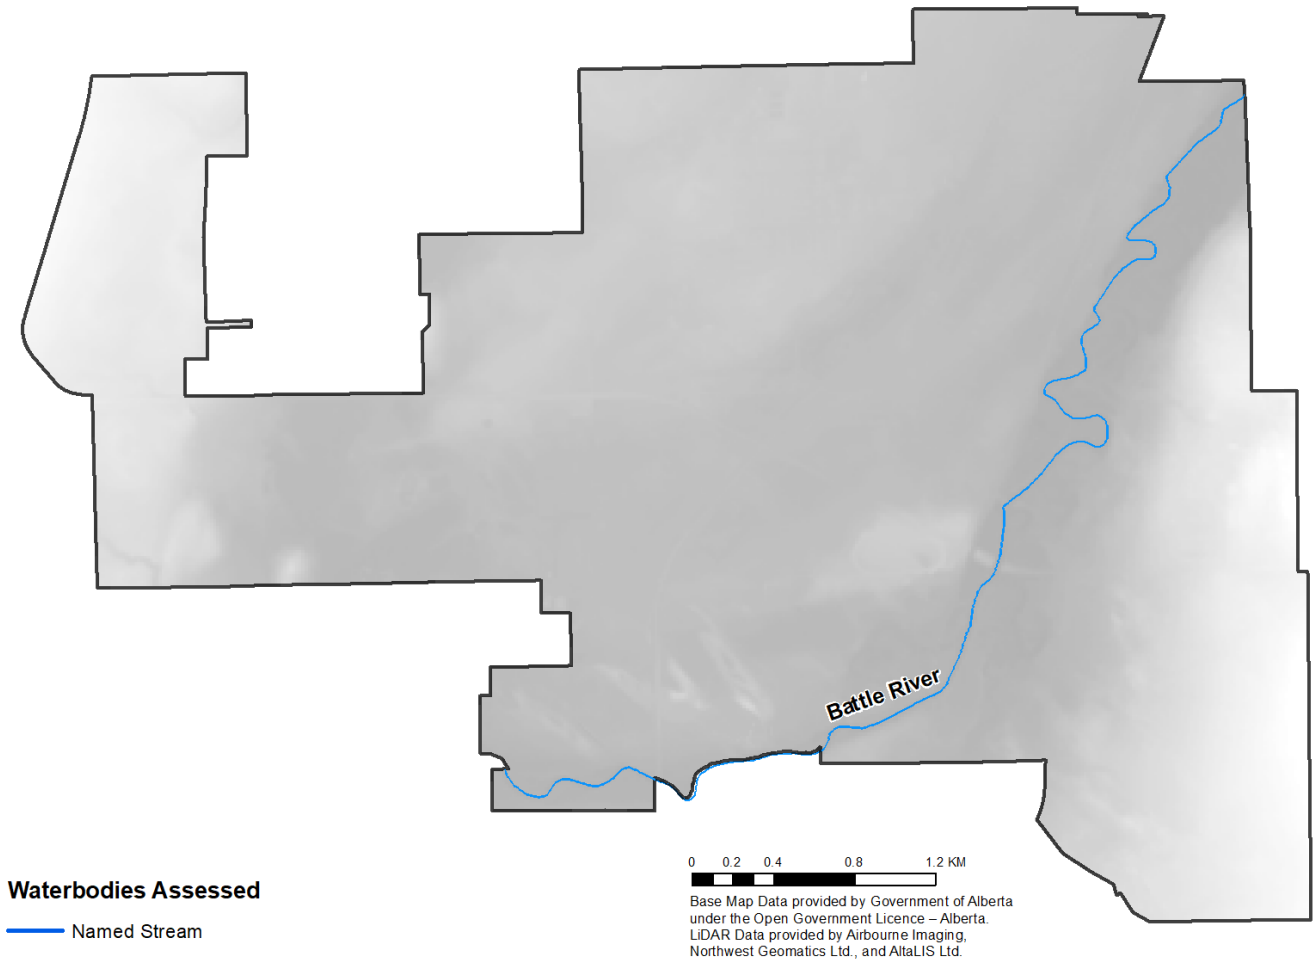 Battle River
0 0.2 0.4 0.8 1.2 KM
Waterbodies Assessed
Named Stream
Base Map Data provided by Government of Alberta
under the Open Government Licence – Alberta.
LiDAR Data provided by Airbourne Imaging,
Northwest Geomatics Ltd., and AltaLIS Ltd.